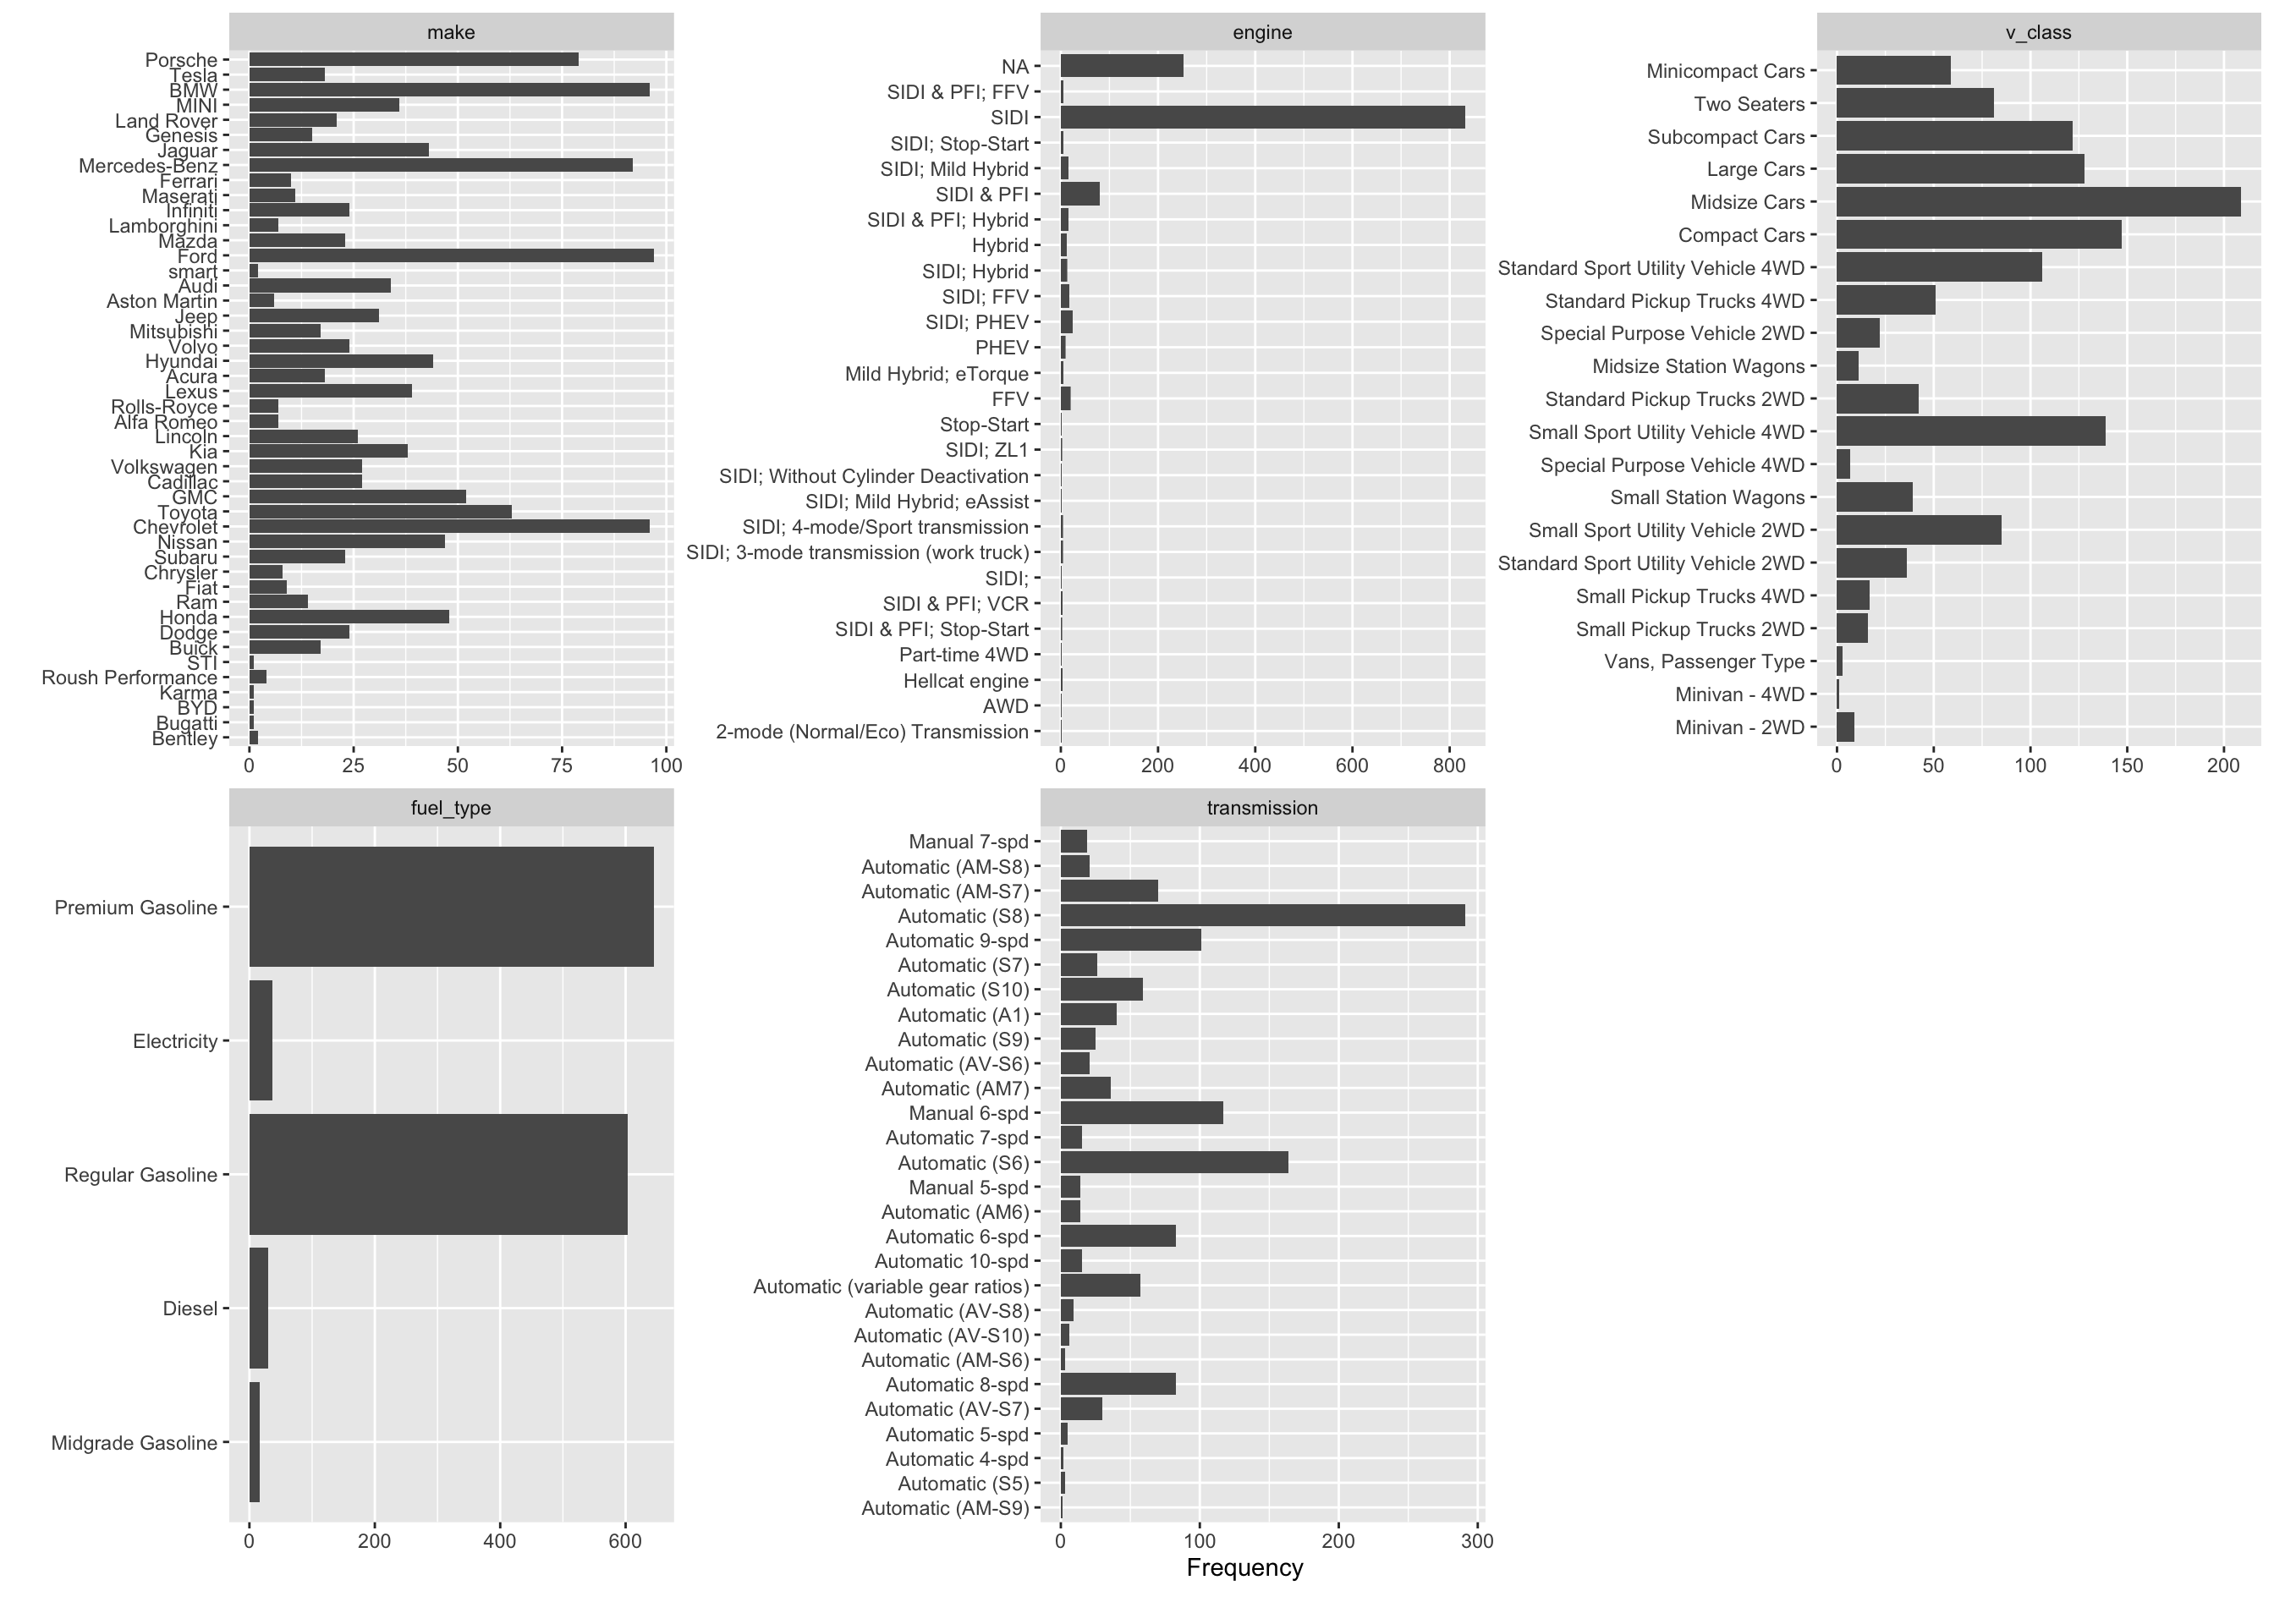 make
Porsche
Tesla
BMW
MINI
Land Rover
Genesis
Jaguar
Mercedes-Benz
Ferrari
Maserati
Infiniti
Lamborghini
Mazda
Ford
smart
Audi
Aston Martin
Jeep
Mitsubishi
Volvo
Hyundai
Acura
Lexus
Rolls-Royce
Alfa Romeo
Lincoln
Kia
Volkswagen
Cadillac
GMC
Toyota
Chevrolet
Nissan
Subaru
Chrysler
Fiat
Ram
Honda
Dodge
Buick
STI
Roush Performance
Karma
BYD
Bugatti
Bentley
0 25 50 75 100
engine
NA
SIDI & PFI; FFV
SIDI
SIDI; Stop-Start
SIDI; Mild Hybrid
SIDI & PFI
SIDI & PFI; Hybrid
Hybrid
SIDI; Hybrid
SIDI; FFV
SIDI; PHEV
PHEV
Mild Hybrid; eTorque
FFV
Stop-Start
SIDI; ZL1
SIDI; Without Cylinder Deactivation
SIDI; Mild Hybrid; eAssist
SIDI; 4-mode/Sport transmission
SIDI; 3-mode transmission (work truck)
SIDI;
SIDI & PFI; VCR
SIDI & PFI; Stop-Start
Part-time 4WD
Hellcat engine
AWD
2-mode (Normal/Eco) Transmission
0 200 400 600 800
v_class
Minicompact Cars
Two Seaters
Subcompact Cars
Large Cars
Midsize Cars
Compact Cars
Standard Sport Utility Vehicle 4WD
Standard Pickup Trucks 4WD
Special Purpose Vehicle 2WD
Midsize Station Wagons
Standard Pickup Trucks 2WD
Small Sport Utility Vehicle 4WD
Special Purpose Vehicle 4WD
Small Station Wagons
Small Sport Utility Vehicle 2WD
Standard Sport Utility Vehicle 2WD
Small Pickup Trucks 4WD
Small Pickup Trucks 2WD
Vans, Passenger Type
Minivan - 4WD
Minivan - 2WD
0 50 100 150 200
fuel_type
Premium Gasoline
Electricity
Regular Gasoline
Diesel
Midgrade Gasoline
0 200 400 600
transmission
Manual 7-spd
Automatic (AM-S8)
Automatic (AM-S7)
Automatic (S8)
Automatic 9-spd
Automatic (S7)
Automatic (S10)
Automatic (A1)
Automatic (S9)
Automatic (AV-S6)
Automatic (AM7)
Manual 6-spd
Automatic 7-spd
Automatic (S6)
Manual 5-spd
Automatic (AM6)
Automatic 6-spd
Automatic 10-spd
Automatic (variable gear ratios)
Automatic (AV-S8)
Automatic (AV-S10)
Automatic (AM-S6)
Automatic 8-spd
Automatic (AV-S7)
Automatic 5-spd
Automatic 4-spd
Automatic (S5)
Automatic (AM-S9)
0 100 200 300
Frequency